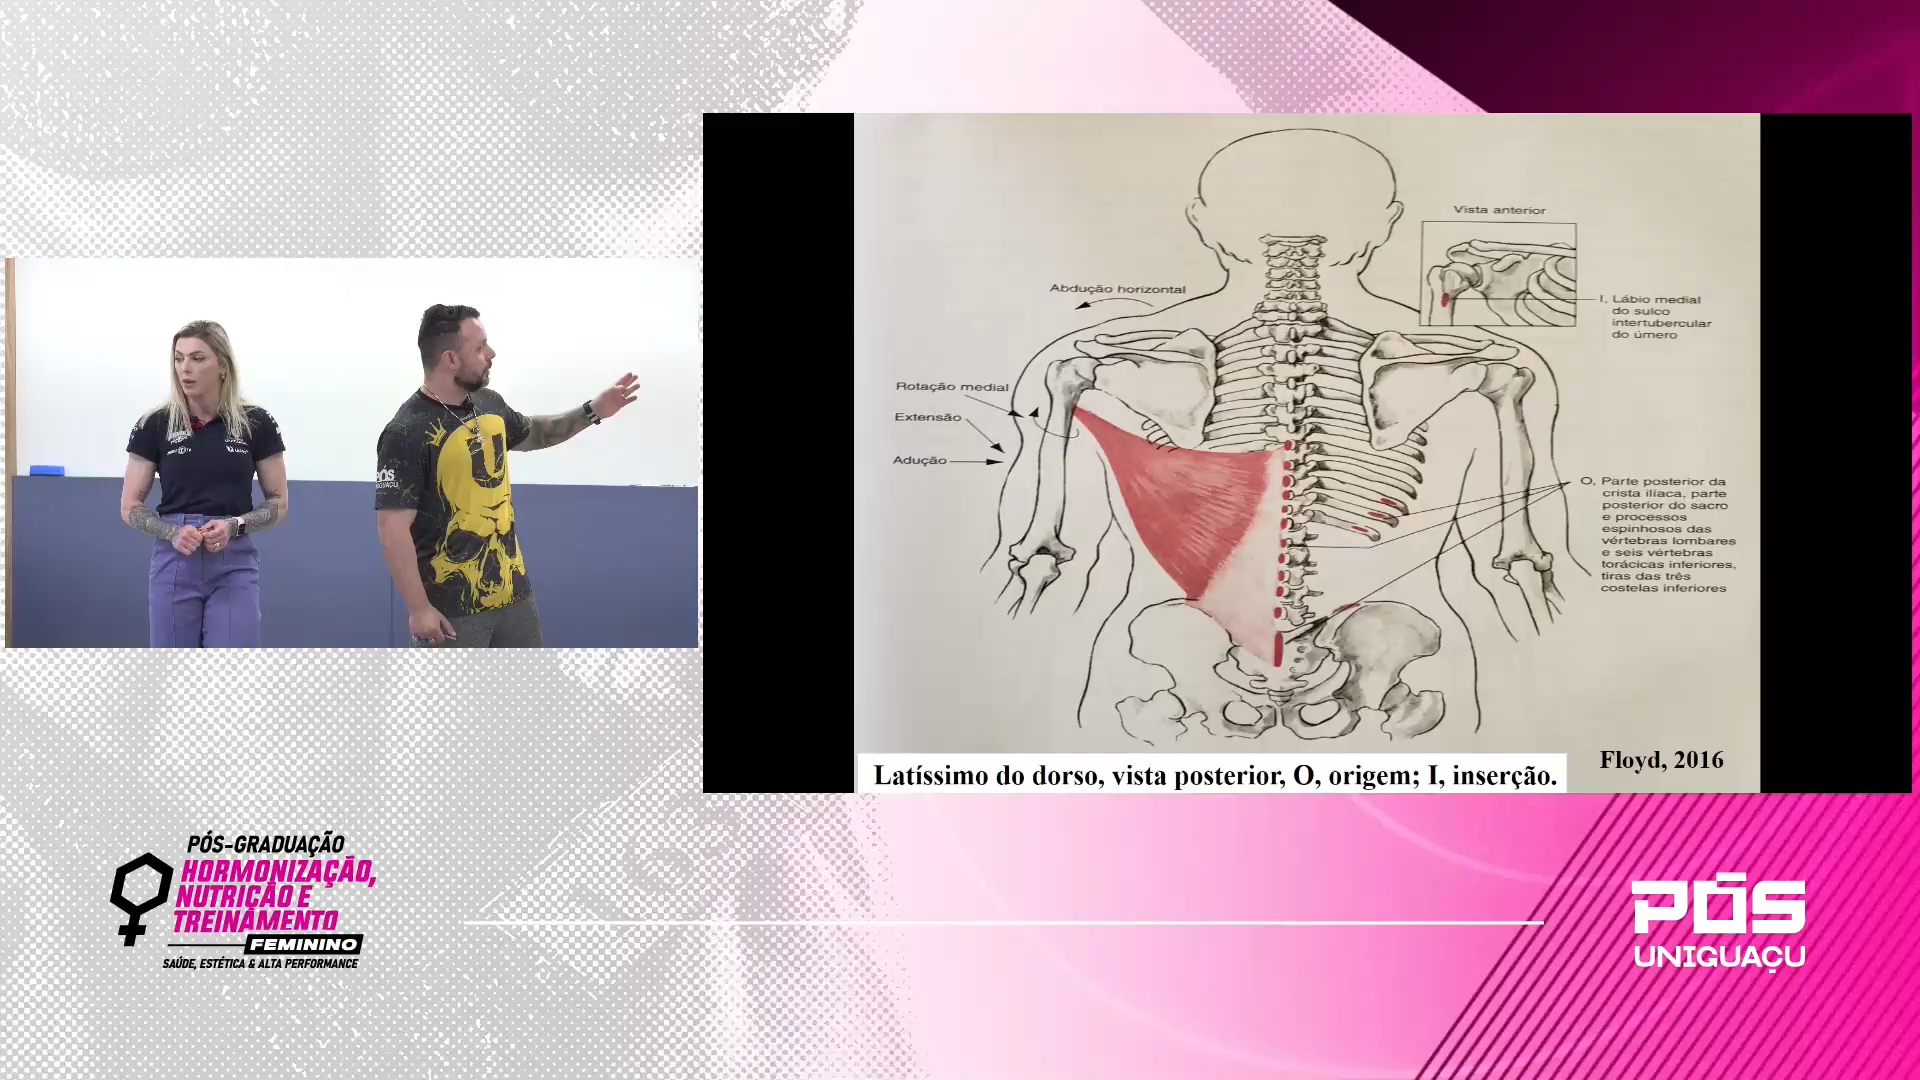 Vista anterior
Abdução horizontal
I, Lábio medial
do sulco
intertubercular
do úmero
Rotação medial
Extensão
Adução
O, Parte posterior da
crista ilíaca, parte
posterior do sacro
e processos
espinhosos das
vértebras lombares
e seis vértebras
torácicas inferiores,
tiras das três
costelas inferiores
Latíssimo do dorso, vista posterior, O, origem; I, inserção.
Floyd, 2016
U
PÓS-GRADUAÇÃO
HORMONIZAÇÃO,
NUTRIÇÃO E
TREINAMENTO
FEMININO
SAÚDE, ESTÉTICA & ALTA PERFORMANCE
PÓS
UNIGUAÇU